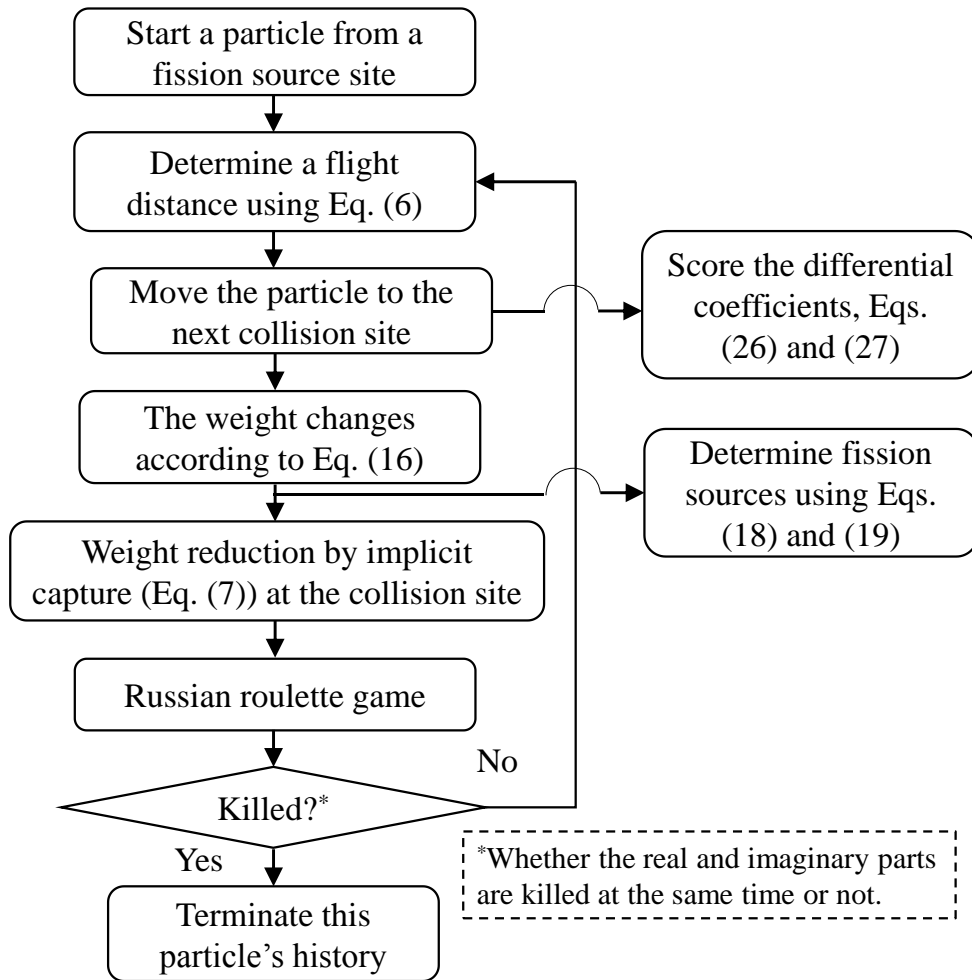 Start a particle from a
fission source site
Determine a flight
distance using Eq. (6)
Move the particle to the
next collision site
Score the differential
coefficients, Eqs.
(26) and (27)
The weight changes
according to Eq. (16)
Determine fission
sources using Eqs.
(18) and (19)
Weight reduction by implicit
capture (Eq. (7)) at the collision site
Russian roulette game
No
Killed?*
Yes
*Whether the real and imaginary parts
are killed at the same time or not.
Terminate this
particle’s history